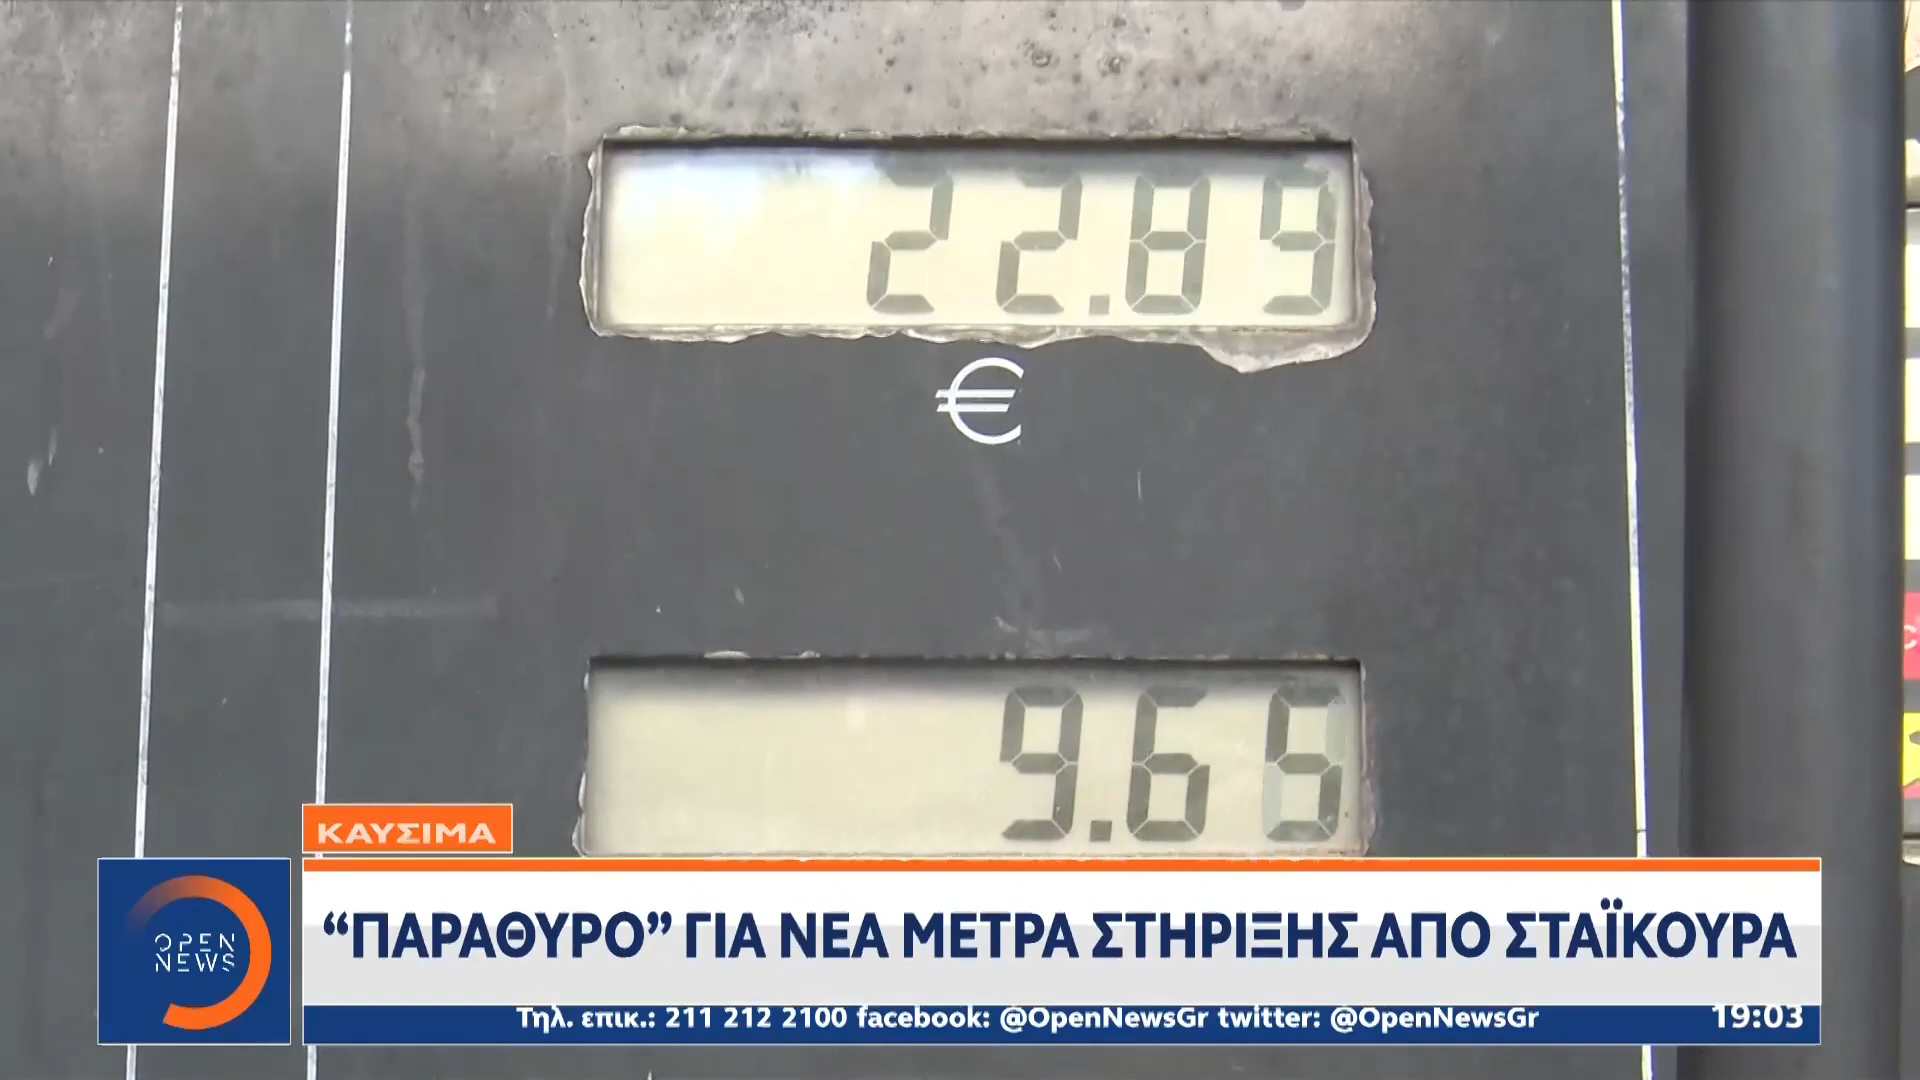 22.89
€
9.66
ΚΑΥΣΙΜΑ
“ΠΑΡΑΘΥΡΟ” ΓΙΑ ΝΕΑ ΜΕΤΡΑ ΣΤΗΡΙΞΗΣ ΑΠΟ ΣΤΑΪΚΟΥΡΑ
OPEN
NEWS
Τηλ. επικ.: 211 212 2100 facebook: @OpenNewsGr twitter: @OpenNewsGr
19:03